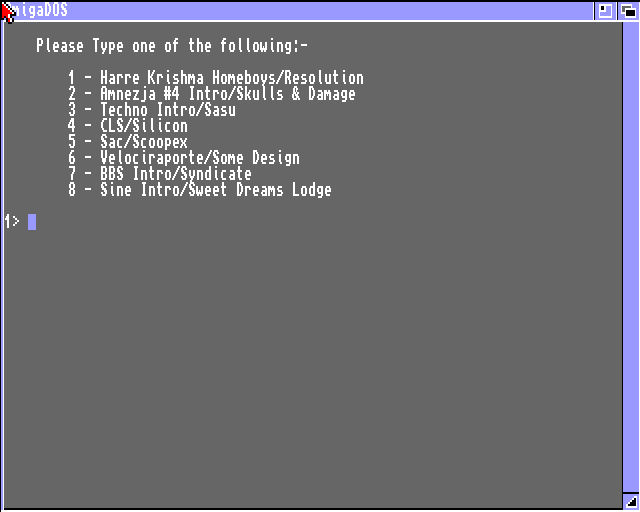 migaDOS
Please Type one of the following:-
1 - Harre Krishma Homeboys/Resolution
2 - Amnezja #4 Intro/Skulls & Damage
3 - Techno Intro/Sasu
4 - CLS/Silicon
5 - Sac/Scoopex
6 - Velociraporte/Some Design
7 - BBS Intro/Syndicate
8 - Sine Intro/Sweet Dreams Lodge
1>